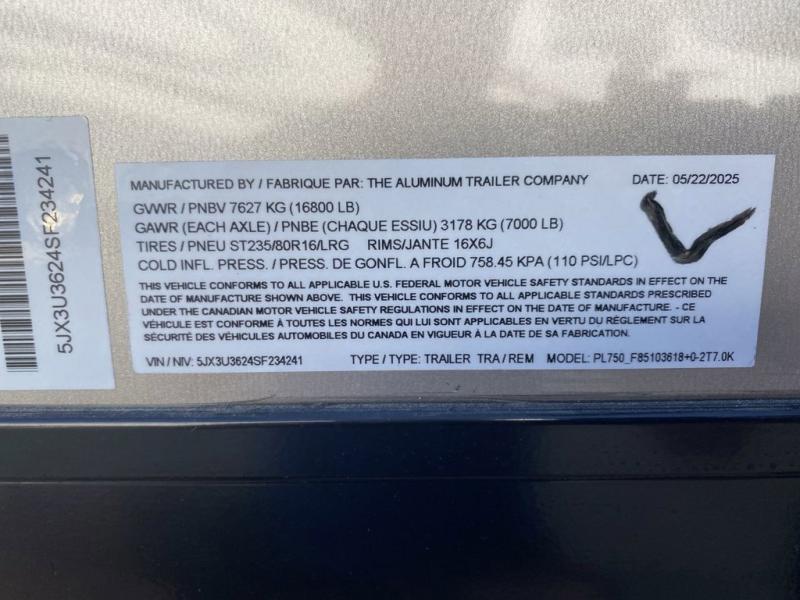 5JX3U3624SF234241
MANUFACTURED BY / FABRIQUE PAR: THE ALUMINUM TRAILER COMPANY DATE: 05/22/2025
GVWR / PNBV 7627 KG (16800 LB)
GAWR (EACH AXLE) / PNBE (CHAQUE ESSIU) 3178 KG (7000 LB)
TIRES / PNEU ST235/80R16/LRG RIMS/JANTE 16X6J
COLD INFL. PRESS. / PRESS. DE GONFL. A FROID 758.45 KPA (110 PSI/LPC)
THIS VEHICLE CONFORMS TO ALL APPLICABLE U.S. FEDERAL MOTOR VEHICLE SAFETY STANDARDS IN EFFECT ON THE
DATE OF MANUFACTURE SHOWN ABOVE. THIS VEHICLE CONFORMS TO ALL APPLICABLE STANDARDS PRESCRIBED
UNDER THE CANADIAN MOTOR VEHICLE SAFETY REGULATIONS IN EFFECT ON THE DATE OF MANUFACTURE. - CE
VÉHICULE EST CONFORME À TOUTES LES NORMES QUI LUI SONT APPLICABLES EN VERTU DU RÉGLEMENT SUR LA
SÉCURITÉ DES VÉHICULES AUTOMOBILES DU CANADA EN VIGUEUR À LA DATE DE SA FABRICATION.
VIN / NIV: 5JX3U3624SF234241 TYPE / TYPE: TRAILER TRA / REM MODEL: PL750_F85103618+0-2T7.0K